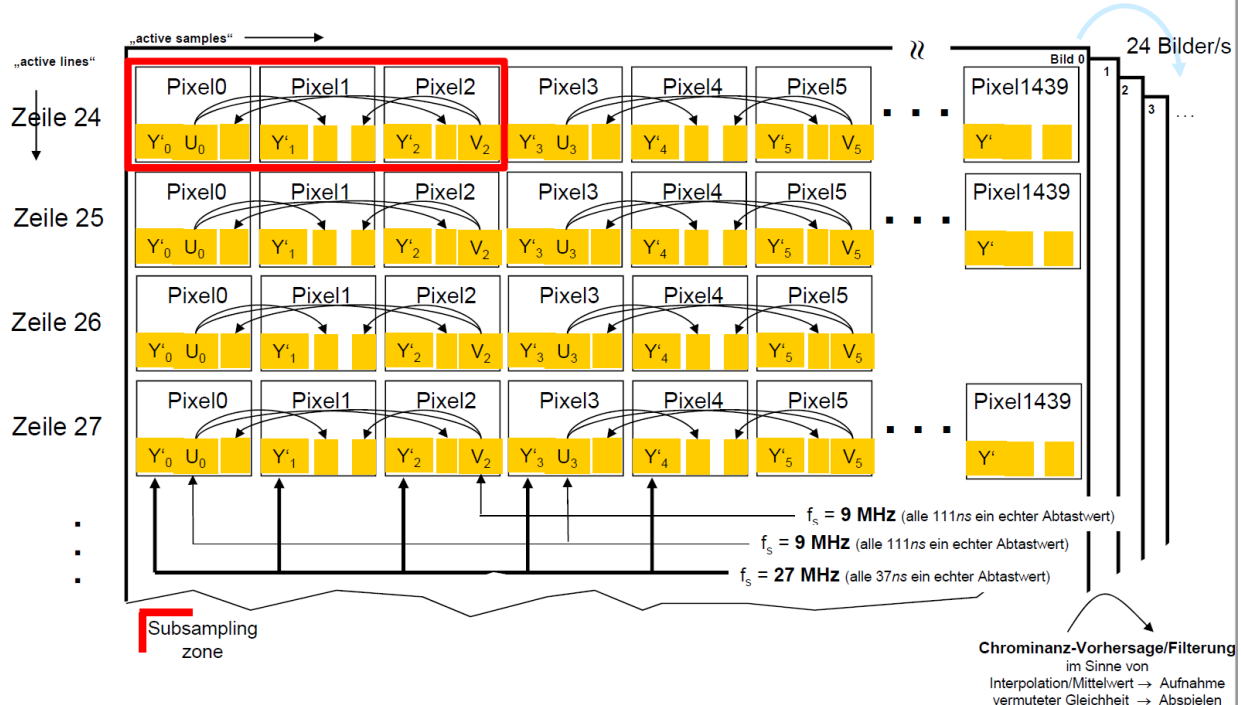 „active samples“
24 Bilder/s
„active lines“
Bild 0
1
2
3
...
Zeile 24
Pixel0 Pixel1 Pixel2 Pixel3 Pixel4 Pixel5 Pixel1439
Y‘0 U0 Y‘1 Y‘2 V2 Y‘3 U3 Y‘4 Y‘5 V5 Y‘
Zeile 25
Pixel0 Pixel1 Pixel2 Pixel3 Pixel4 Pixel5 Pixel1439
Y‘0 U0 Y‘1 Y‘2 V2 Y‘3 U3 Y‘4 Y‘5 V5 Y‘
Zeile 26
Pixel0 Pixel1 Pixel2 Pixel3 Pixel4 Pixel5
Y‘0 U0 Y‘1 Y‘2 V2 Y‘3 U3 Y‘4 Y‘5 V5
Zeile 27
Pixel0 Pixel1 Pixel2 Pixel3 Pixel4 Pixel5 Pixel1439
Y‘0 U0 Y‘1 Y‘2 V2 Y‘3 U3 Y‘4 Y‘5 V5 Y‘
fs = 9 MHz (alle 111ns ein echter Abtastwert)
fs = 9 MHz (alle 111ns ein echter Abtastwert)
fs = 27 MHz (alle 37ns ein echter Abtastwert)
Subsampling
zone
Chrominanz-Vorhersage/Filterung
im Sinne von
Interpolation/Mittelwert → Aufnahme
vermuteter Gleichheit → Abspielen